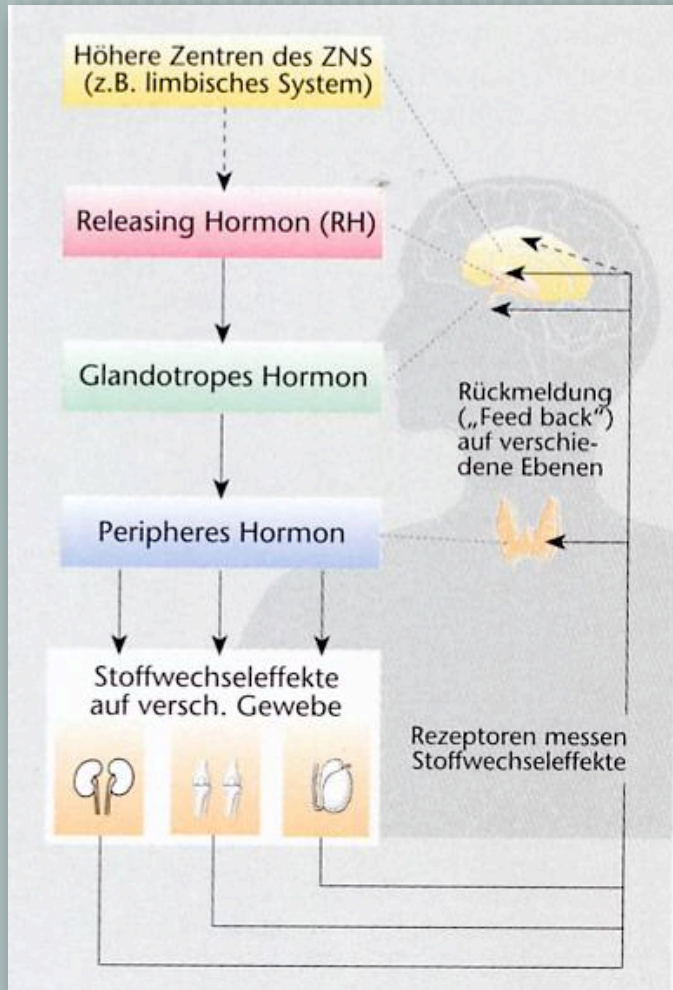 Höhere Zentren des ZNS
(z.B. limbisches System)
Releasing Hormon (RH)
Glandotropes Hormon
Rückmeldung
(„Feed back“)
auf verschie-
dene Ebenen
Peripheres Hormon
Stoffwechseleffekte
auf versch. Gewebe
Rezeptoren messen
Stoffwechseleffekte